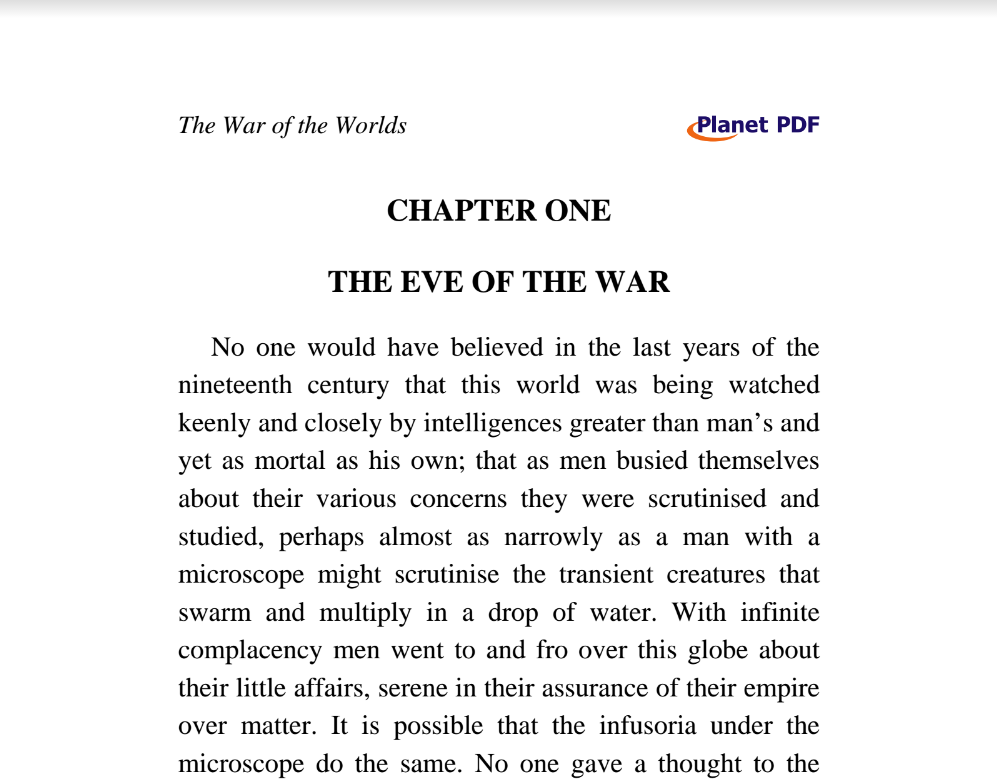 The War of the Worlds
Planet PDF
CHAPTER ONE
THE EVE OF THE WAR
No one would have believed in the last years of the
nineteenth century that this world was being watched
keenly and closely by intelligences greater than man’s and
yet as mortal as his own; that as men busied themselves
about their various concerns they were scrutinised and
studied, perhaps almost as narrowly as a man with a
microscope might scrutinise the transient creatures that
swarm and multiply in a drop of water. With infinite
complacency men went to and fro over this globe about
their little affairs, serene in their assurance of their empire
over matter. It is possible that the infusoria under the
microscope do the same. No one gave a thought to the